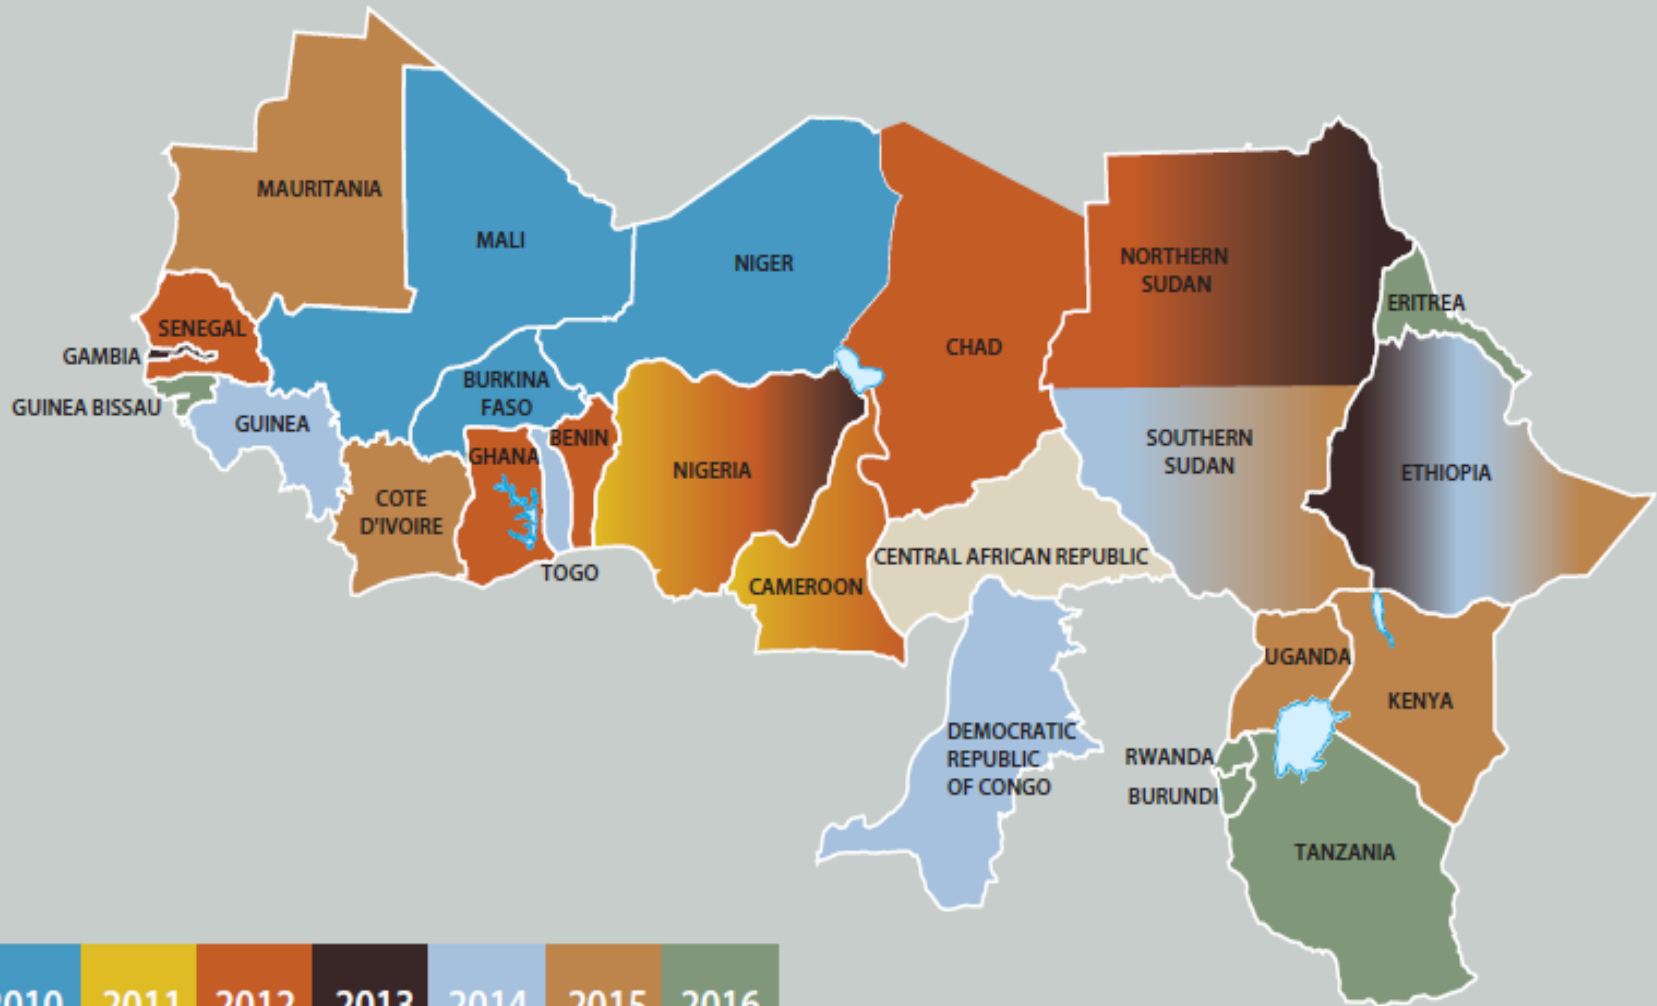 MAURITANIA
MALI
NIGER
CHAD
NORTHERN
SUDAN
ERITREA
SENEGAL
GAMBIA
GUINEA BISSAU
GUINEA
BURKINA
FASO
BENIN
GHANA
COTE
D'IVOIRE
TOGO
NIGERIA
CAMEROON
CENTRAL AFRICAN REPUBLIC
SOUTHERN
SUDAN
ETHIOPIA
UGANDA
KENYA
DEMOCRATIC
REPUBLIC
OF CONGO
RWANDA
BURUNDI
TANZANIA
2010 2011 2012 2013 2014 2015 2016